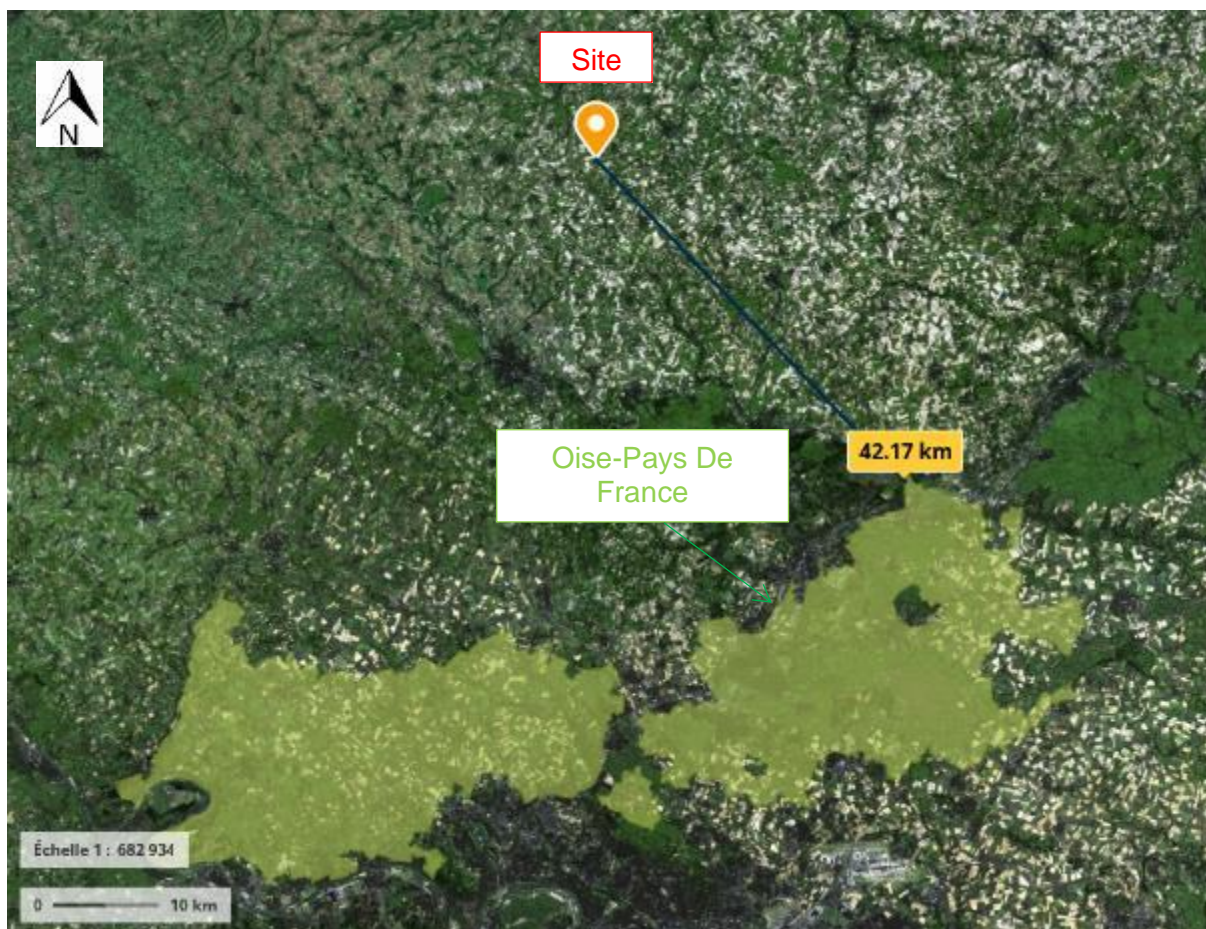 Site
N
42.17 km
Oise-Pays De
France
Échelle 1 : 682 934
0 10 km